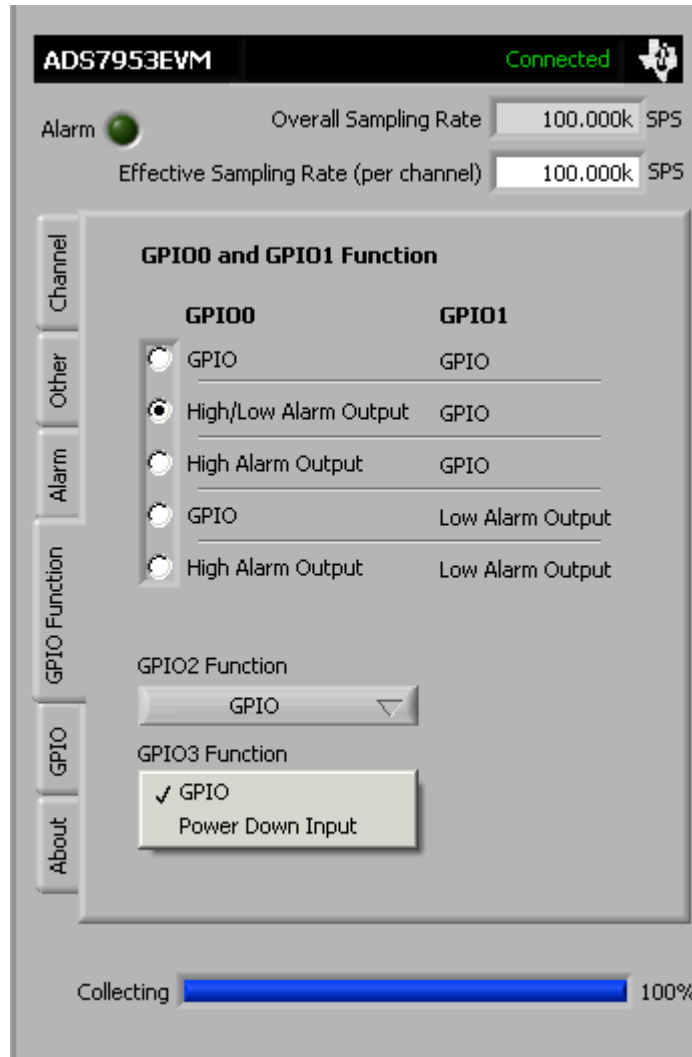 ADS7953EVM Connected
Alarm Overall Sampling Rate 100.000k SPS
Effective Sampling Rate (per channel) 100.000k SPS
Channel
Other
Alarm
GPIO Function
GPIO
About
GPIO0 and GPIO1 Function
GPIO0 GPIO1
GPIO GPIO
High/Low Alarm Output GPIO
High Alarm Output GPIO
GPIO Low Alarm Output
High Alarm Output Low Alarm Output
GPIO2 Function
GPIO
GPIO3 Function
✓ GPIO
Power Down Input
Collecting 100%